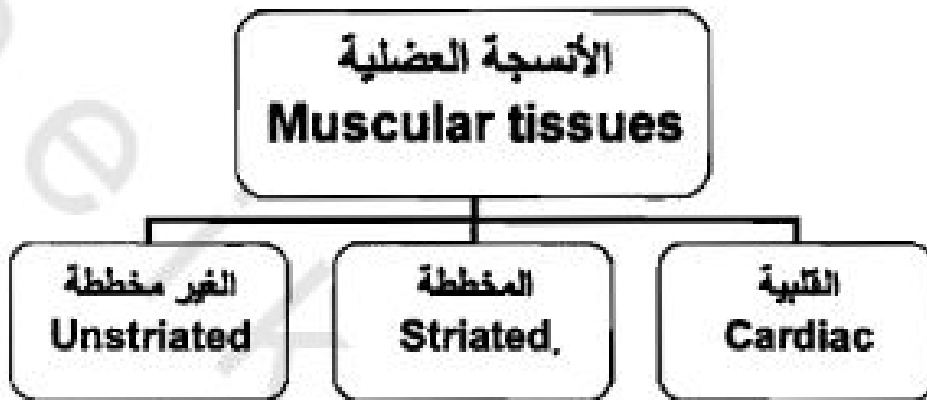 الأنسجة العضلية
Muscular tissues
الغير مخططة
Unstriated
المخططة
Striated.
القلبية
Cardiac